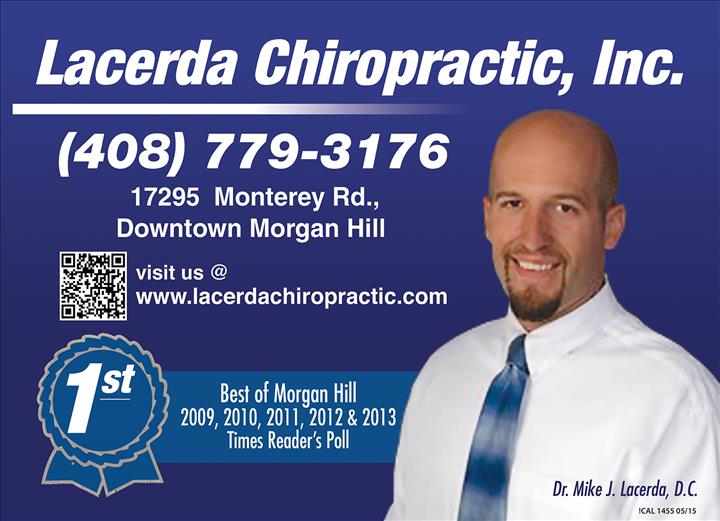 Lacerda Chiropractic, Inc.
(408) 779-3176
17295 Monterey Rd.,
Downtown Morgan Hill
visit us @
www.lacerdachiropractic.com
1st
Best of Morgan Hill
2009, 2010, 2011, 2012 & 2013
Times Reader's Poll
Dr. Mike J. Lacerda, D.C.
!CAL 1455 05/15